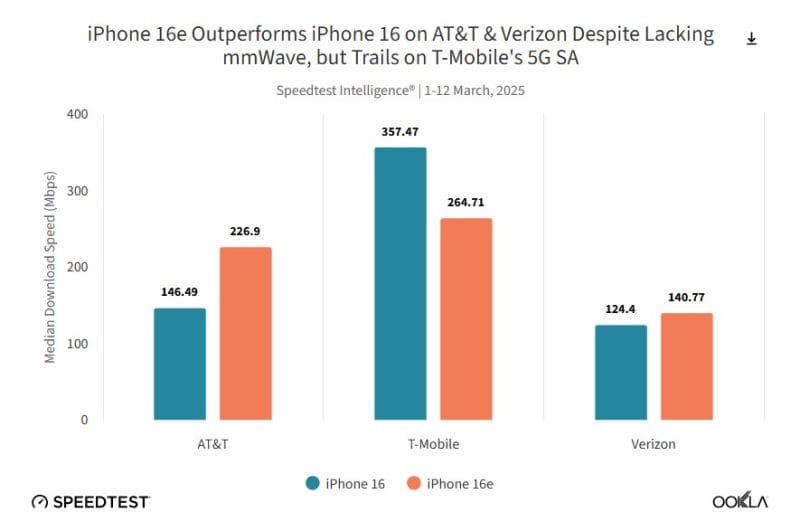 iPhone 16e Outperforms iPhone 16 on AT&T & Verizon Despite Lacking
mmWave, but Trails on T-Mobile's 5G SA
Speedtest Intelligence® | 1-12 March, 2025
Median Download Speed (Mbps)
400
300
200
100
0
146.49
226.9
357.47
264.71
124.4
140.77
AT&T
T-Mobile
Verizon
iPhone 16
iPhone 16e
SPEEDTEST
OOKLA